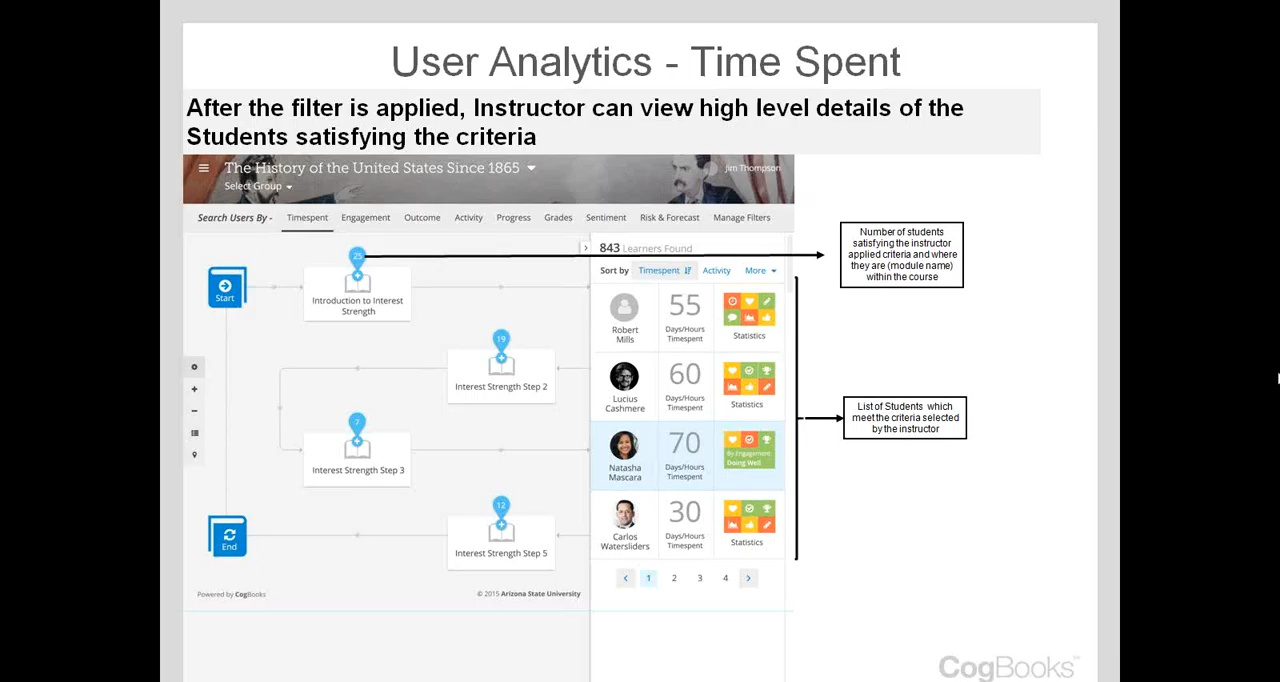 User Analytics - Time Spent
After the filter is applied, Instructor can view high level details of the
Students satisfying the criteria
The History of the United States Since 1865
Jim Thompson
Select Group
Search Users By -
Timespent
Engagement
Outcome
Activity
Progress
Grades
Sentiment
Risk & Forecast
Manage Filters
Start
25
Introduction to Interest
Strength
19
Interest Strength Step 2
7
Interest Strength Step 3
12
Interest Strength Step 5
End
Powered by CogBooks
© 2015 Arizona State University
843 Learners Found
Sort by
Timespent
Activity
More
Robert
Mills
55
Days/Hours
Timespent
Statistics
Lucius
Cashmere
60
Days/Hours
Timespent
Statistics
Natasha
Mascara
70
Days/Hours
Timespent
By Engagement
Doing Well
Carlos
Watersliders
30
Days/Hours
Timespent
Statistics
1
2
3
4
Number of students
satisfying the instructor
applied criteria and where
they are (module name)
within the course
List of Students which
meet the criteria selected
by the instructor
CogBooks™